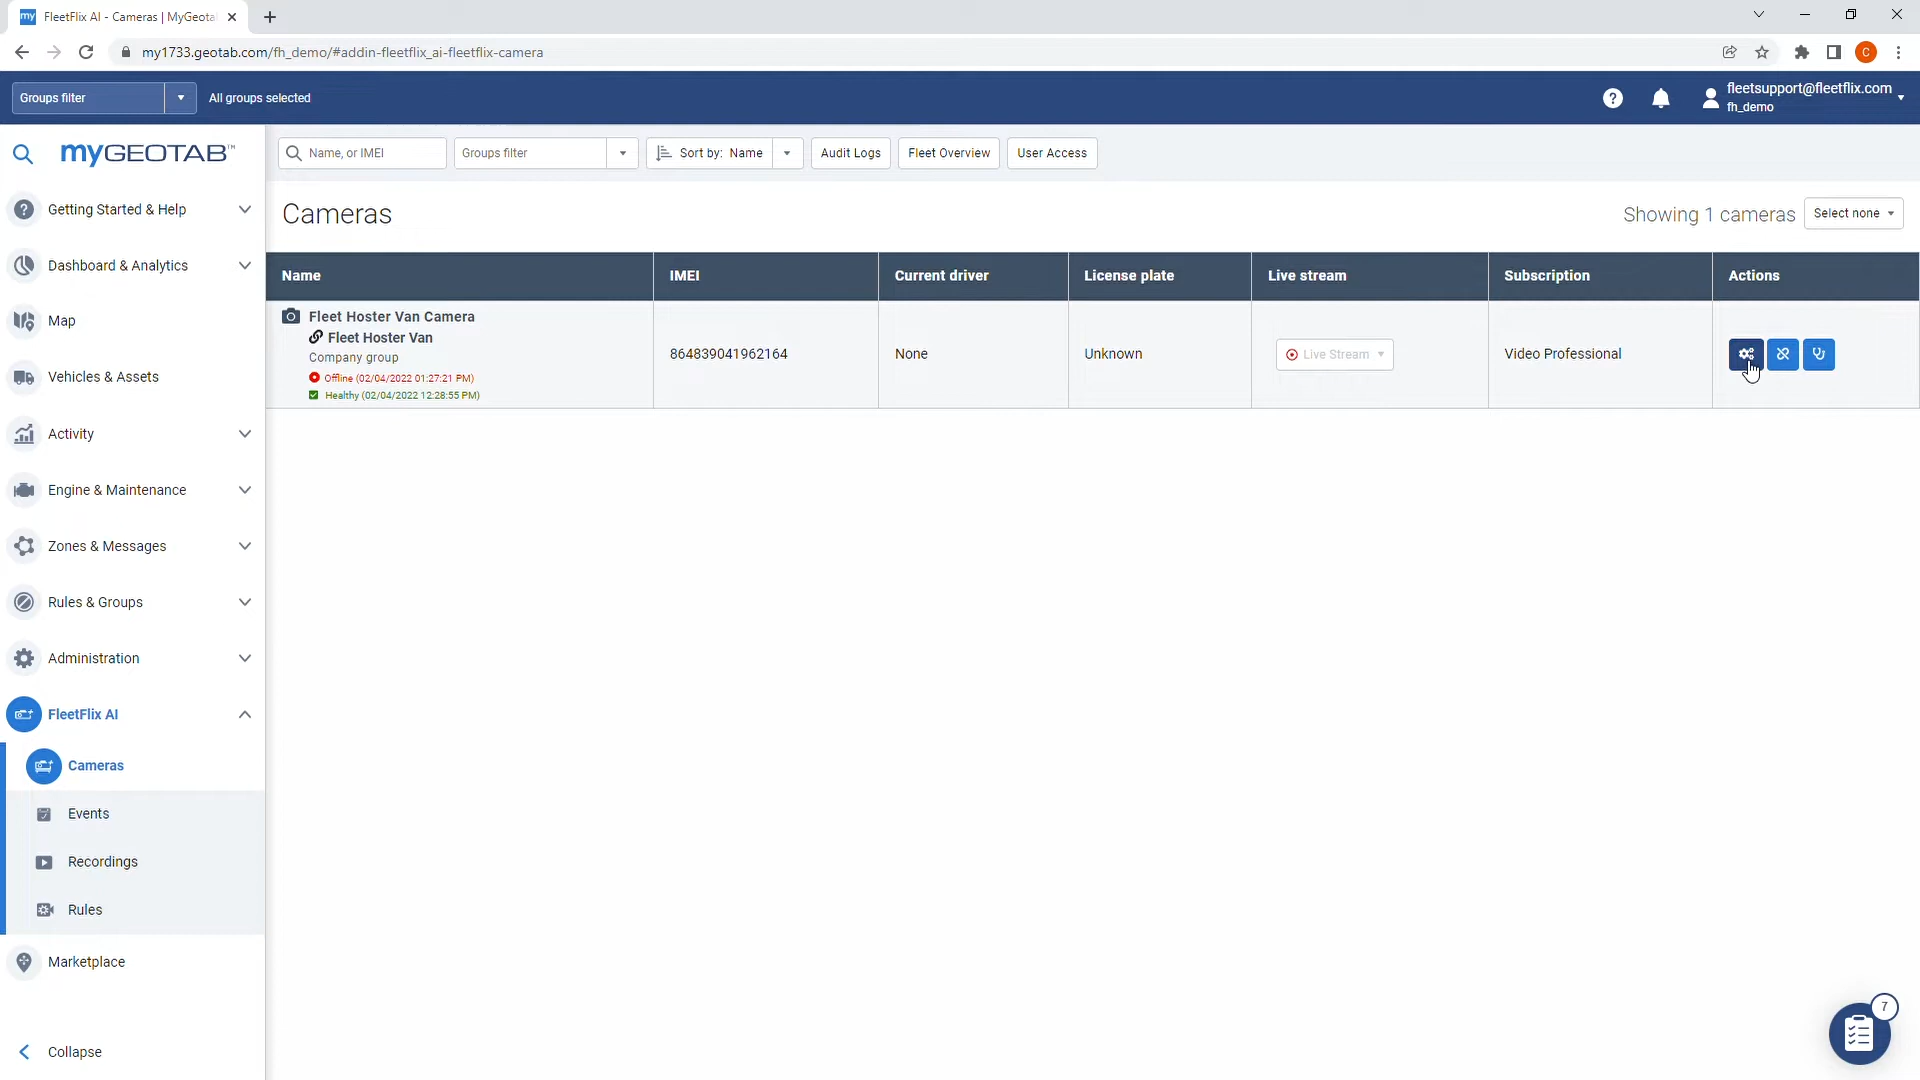 my FleetFlix AI - Cameras | MyGeota
my1733.geotab.com/fh_demo/#addin-fleetflix_ai-fleetflix-camera
C
Groups filter
All groups selected
fleetsupport@fleetflix.com
fh_demo
myGEOTAB™
Name, or IMEI
Groups filter
Sort by: Name
Audit Logs
Fleet Overview
User Access
Getting Started & Help
Dashboard & Analytics
Map
Vehicles & Assets
Activity
Engine & Maintenance
Zones & Messages
Rules & Groups
Administration
FleetFlix AI
Cameras
Events
Recordings
Rules
Marketplace
Collapse
Cameras
Showing 1 cameras
Select none
Name IMEI Current driver License plate Live stream Subscription Actions
Fleet Hoster Van Camera
Fleet Hoster Van
Company group
Offline (02/04/2022 01:27:21 PM)
Healthy (02/04/2022 12:28:55 PM)
864839041962164
None
Unknown
Live Stream
Video Professional
7